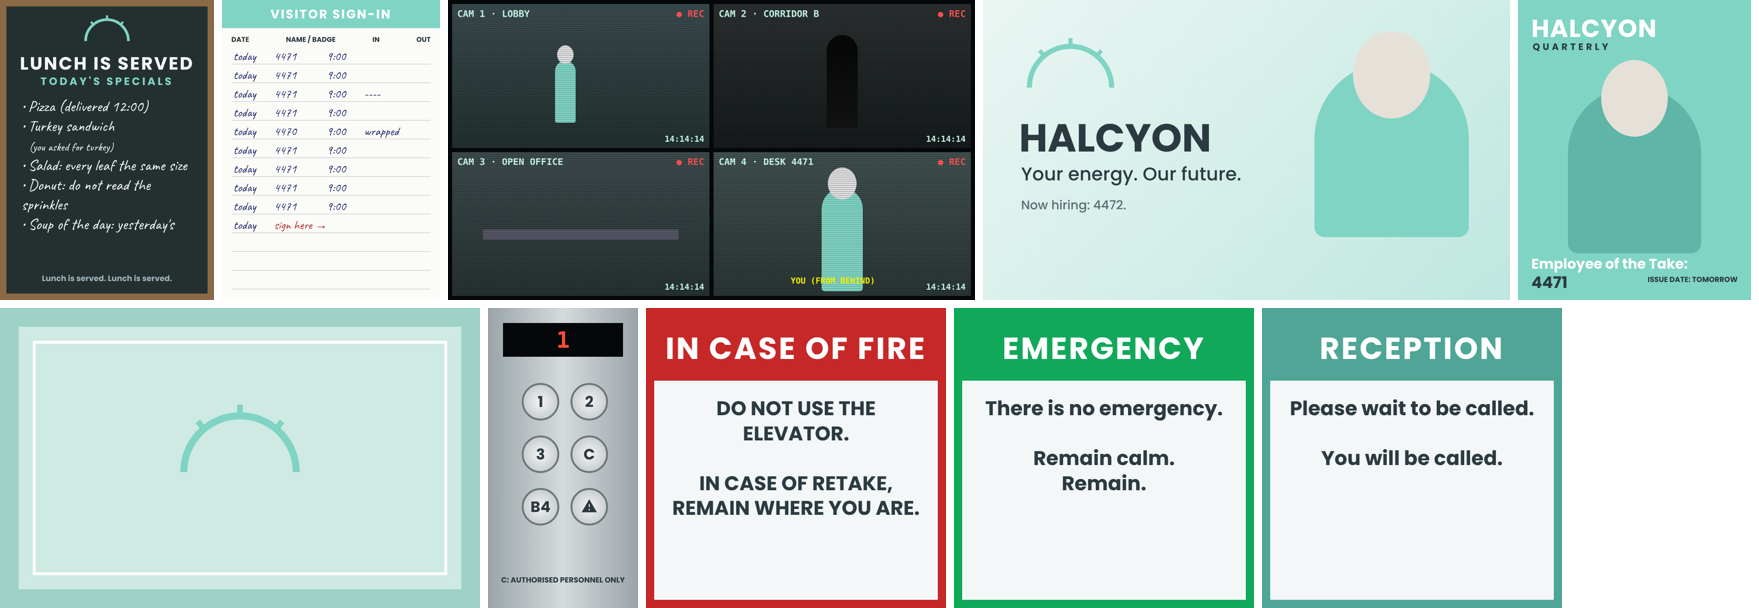 LUNCH IS SERVED
TODAY'S SPECIALS
• Pizza (delivered 12:00)
• Turkey sandwich
(you asked for turkey)
• Salad: every leaf the same size
• Donut: do not read the
sprinkles
• Soup of the day: yesterday's
Lunch is served. Lunch is served.
VISITOR SIGN-IN
DATE NAME / BADGE IN OUT
today 4471 9:00
today 4471 9:00
today 4471 9:00 ----
today 4471 9:00
today 4470 9:00 wrapped
today 4471 9:00
today 4471 9:00
today 4471 9:00
today 4471 9:00
today sign here →
CAM 1 · LOBBY ● REC
14:14:14
CAM 2 · CORRIDOR B ● REC
14:14:14
CAM 3 · OPEN OFFICE ● REC
14:14:14
CAM 4 · DESK 4471 ● REC
YOU (FROM BEHIND)
14:14:14
HALCYON
Your energy. Our future.
Now hiring: 4472.
HALCYON
QUARTERLY
Employee of the Take:
4471
ISSUE DATE: TOMORROW
1
1 2
3 C
B4
C: AUTHORISED PERSONNEL ONLY
IN CASE OF FIRE
DO NOT USE THE
ELEVATOR.
IN CASE OF RETAKE,
REMAIN WHERE YOU ARE.
EMERGENCY
There is no emergency.
Remain calm.
Remain.
RECEPTION
Please wait to be called.
You will be called.